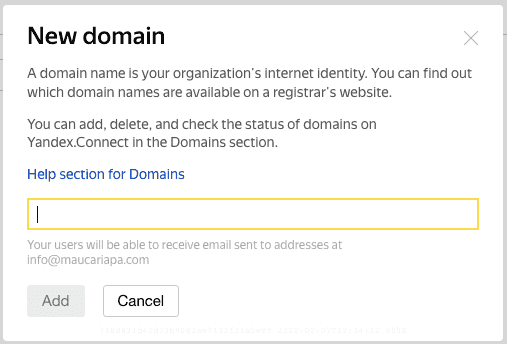 New domain
A domain name is your organization's internet identity. You can find out
which domain names are available on a registrar's website.
You can add, delete, and check the status of domains on
Yandex.Connect in the Domains section.
Help section for Domains
Your users will be able to receive email sent to addresses at
info@maucariapa.com
Add
Cancel